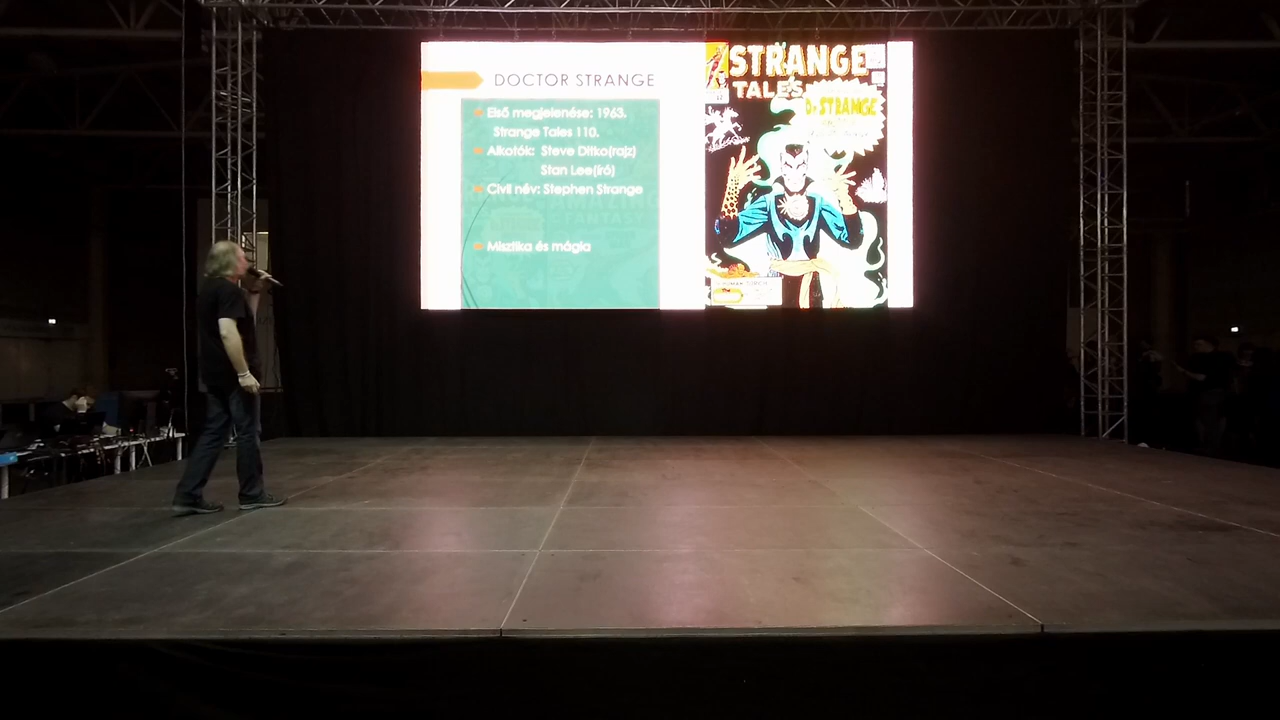 DOCTOR STRANGE
Első megjelenése: 1963.
Strange Tales 110.
Alkotók: Steve Ditko(rajz)
Stan Lee(író)
Civil név: Stephen Strange
Misztika és mágia
STRANGE
TALES
DR. STRANGE